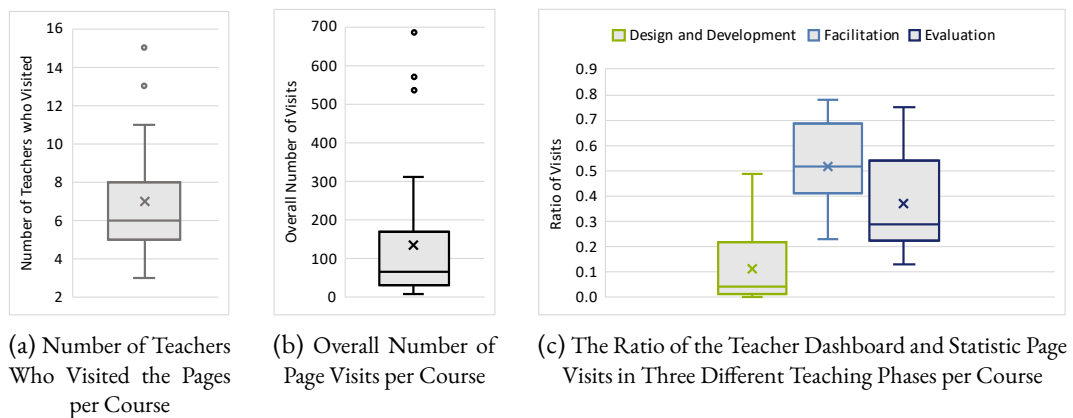 Number of Teachers who Visited
16
14
12
10
8
6
4
2
(a) Number of Teachers
Who Visited the Pages
per Course
Overall Number of Visits
700
600
500
400
300
200
100
0
(b) Overall Number of
Page Visits per Course
Design and Development Facilitation Evaluation
Ratio of Visits
0.9
0.8
0.7
0.6
0.5
0.4
0.3
0.2
0.1
0.0
(c) The Ratio of the Teacher Dashboard and Statistic Page
Visits in Three Different Teaching Phases per Course